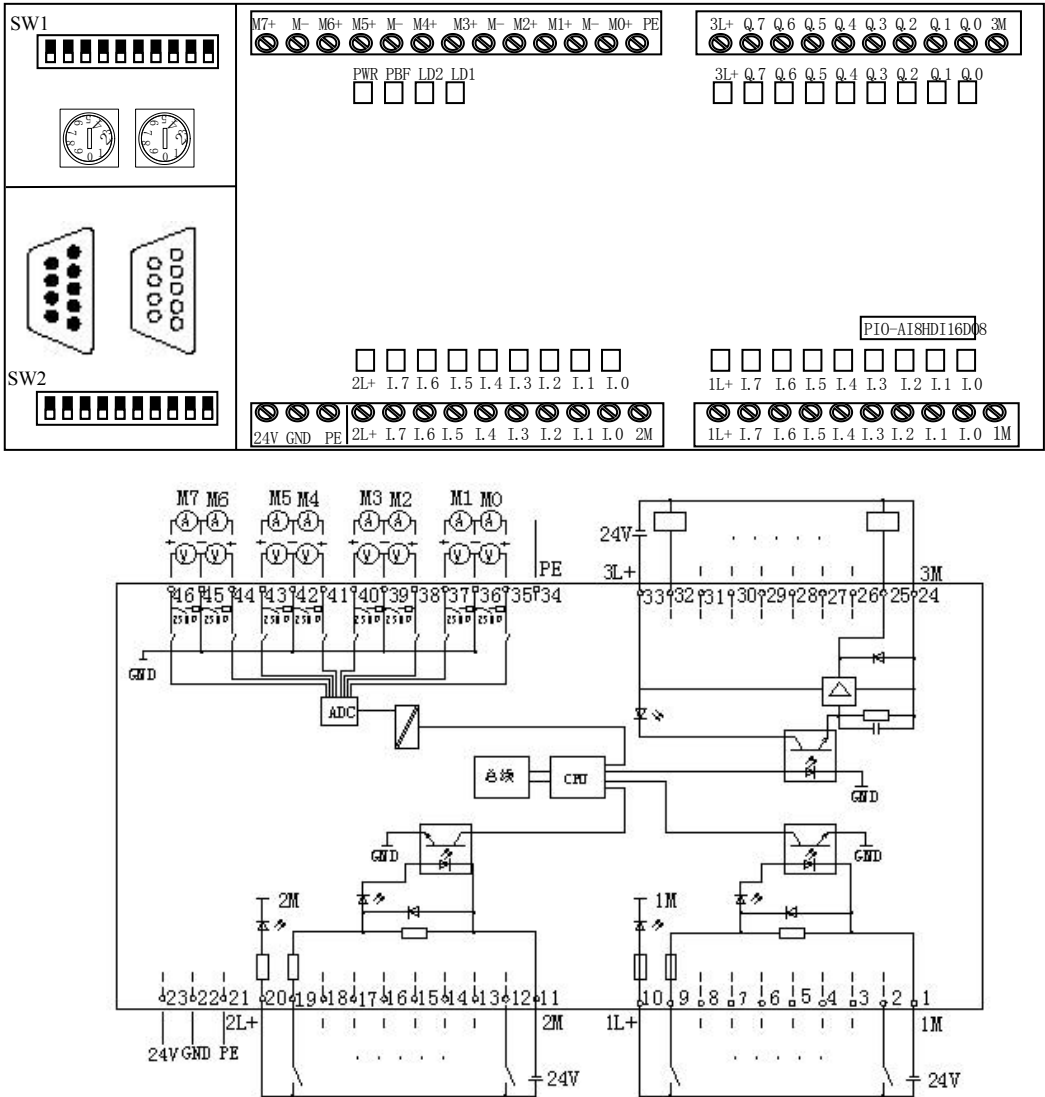 SW1
M7+ M- M6+ M5+ M- M4+ M3+ M- M2+ M1+ M- M0+ PE
3L+ Q.7 Q.6 Q.5 Q.4 Q.3 Q.2 Q.1 Q.0 3M
PWR PBF LD2 LD1
3L+ Q.7 Q.6 Q.5 Q.4 Q.3 Q.2 Q.1 Q.0
PIO-AI8HDI16DO8
SW2
2L+ I.7 I.6 I.5 I.4 I.3 I.2 I.1 I.0
1L+ I.7 I.6 I.5 I.4 I.3 I.2 I.1 I.0
24V GND PE 2L+ I.7 I.6 I.5 I.4 I.3 I.2 I.1 I.0 2M
1L+ I.7 I.6 I.5 I.4 I.3 I.2 I.1 I.0 1M
M7 M6 M5 M4 M3 M2 M1 M0
A A A A A A A A
V V V V V V V V
24V
PE
3L+
3M
46 45 44 43 42 41 40 39 38 37 36 35 34
33 32 31 30 29 28 27 26 25 24
GND
ADC
总线
CPU
GND
GND
GND
2M
1M
23 22 21 20 19 18 17 16 15 14 13 12 11
10 9 8 7 6 5 4 3 2 1
2L+
2M
1L+
1M
24V GND PE
24V
24V